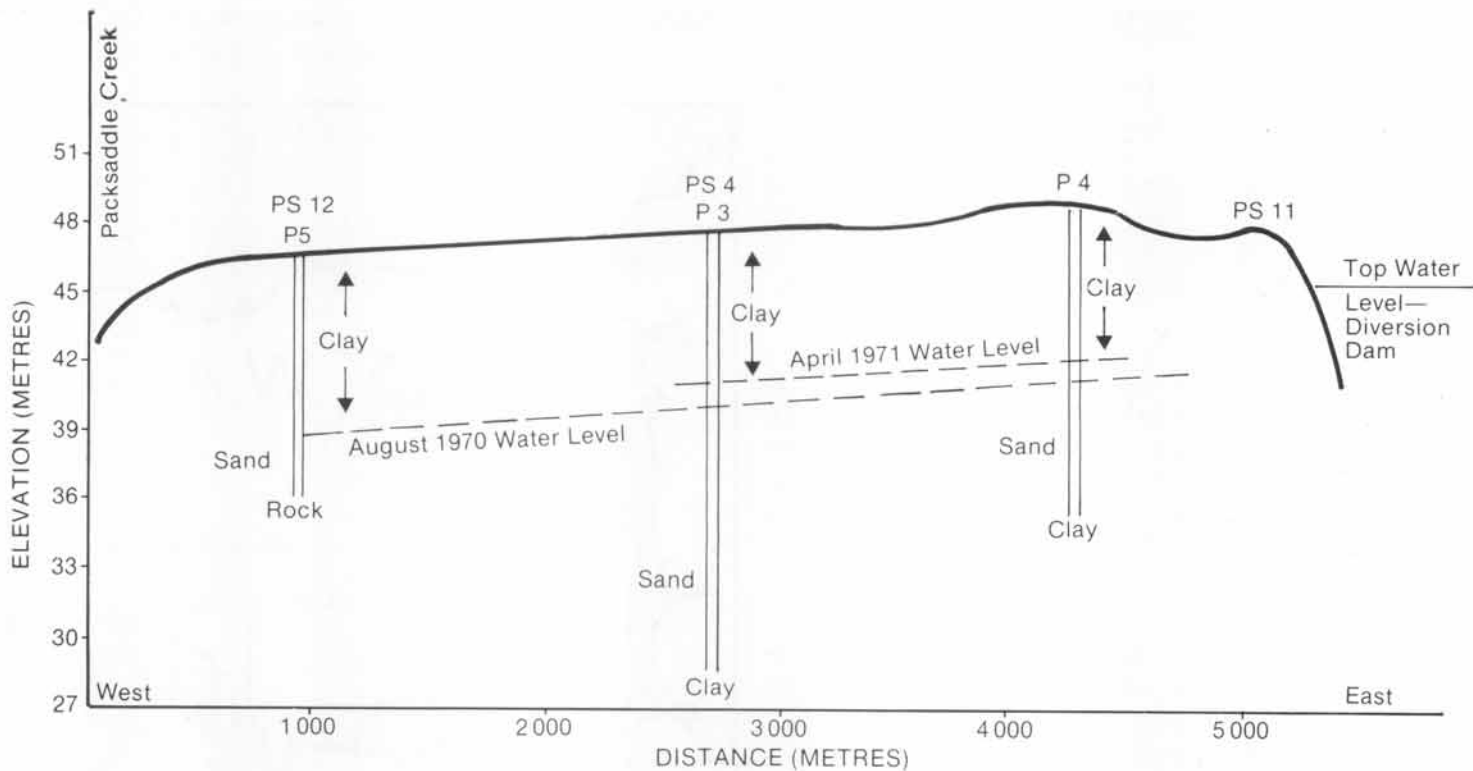 Packsaddle Creek
ELEVATION (METRES)
51
48
45
42
39
36
33
30
27
PS 12
P5
PS 4
P 3
P 4
PS 11
Clay
Clay
Clay
Top Water
Level—
Diversion
Dam
April 1971 Water Level
August 1970 Water Level
Sand
Rock
Sand
Clay
Sand
Clay
West
East
1 000
2 000
3 000
4 000
5 000
DISTANCE (METRES)